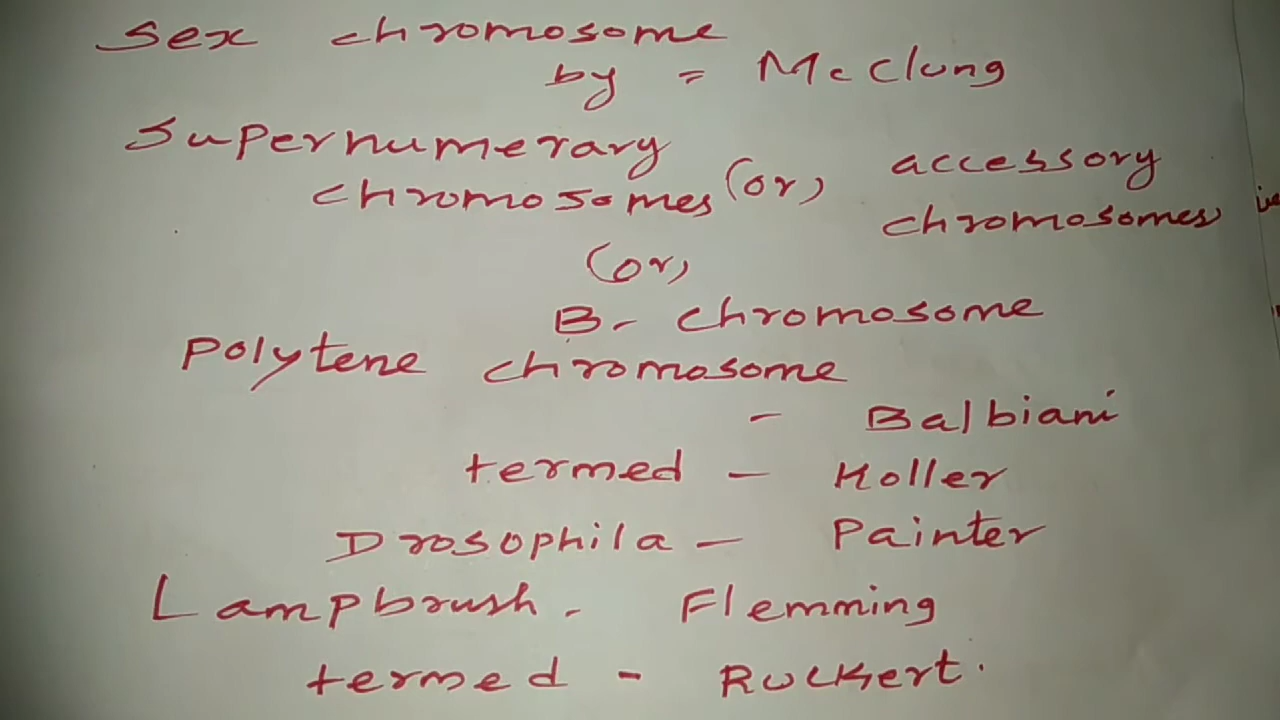 Sex chromosome
by = McClung
Supernumerary
chromosomes (or) accessory
chromosomes
(or)
B- chromosome
Polytene chromosome
- Balbiani
termed - Koller
Drosophila - Painter
Lampbrush - Flemming
termed - Ruckert.